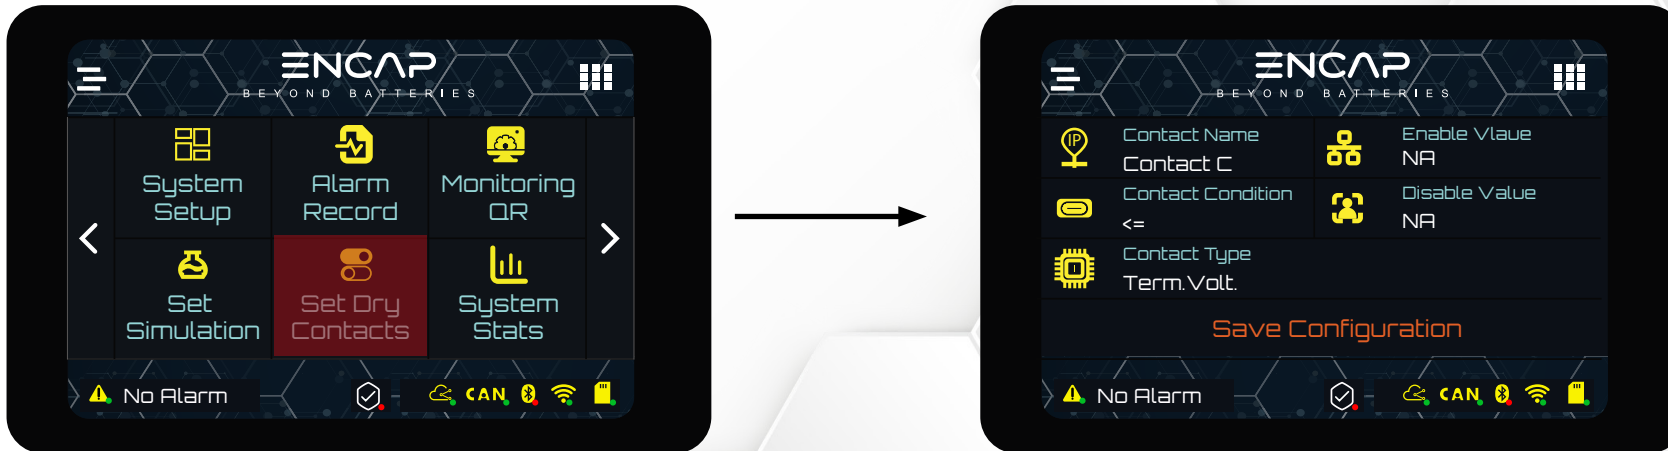 ENCAP
BEYOND BATTERIES
System
Setup
Alarm
Record
Monitoring
QR
Set
Simulation
Set Dry
Contacts
System
Stats
No Alarm
CAN
ENCAP
BEYOND BATTERIES
IP
Contact Name
Contact C
Enable Vlaue
NA
Contact Condition
<=
Disable Value
NA
Contact Type
Term.Volt.
Save Configuration
No Alarm
CAN